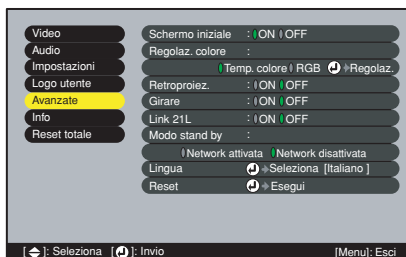 Video
Audio
Impostazioni
Logo utente
Avanzate
Info
Reset totale
Schermo iniziale : ON OFF
Regolaz. colore :
Temp. colore RGB Regolaz.
Retroproiez. : ON OFF
Girare : ON OFF
Link 21L : ON OFF
Modo stand by :
Network attivata Network disattivata
Lingua Seleziona [Italiano ]
Reset Esegui
[ ]: Seleziona [ ]: Invio [Menu]: Esci